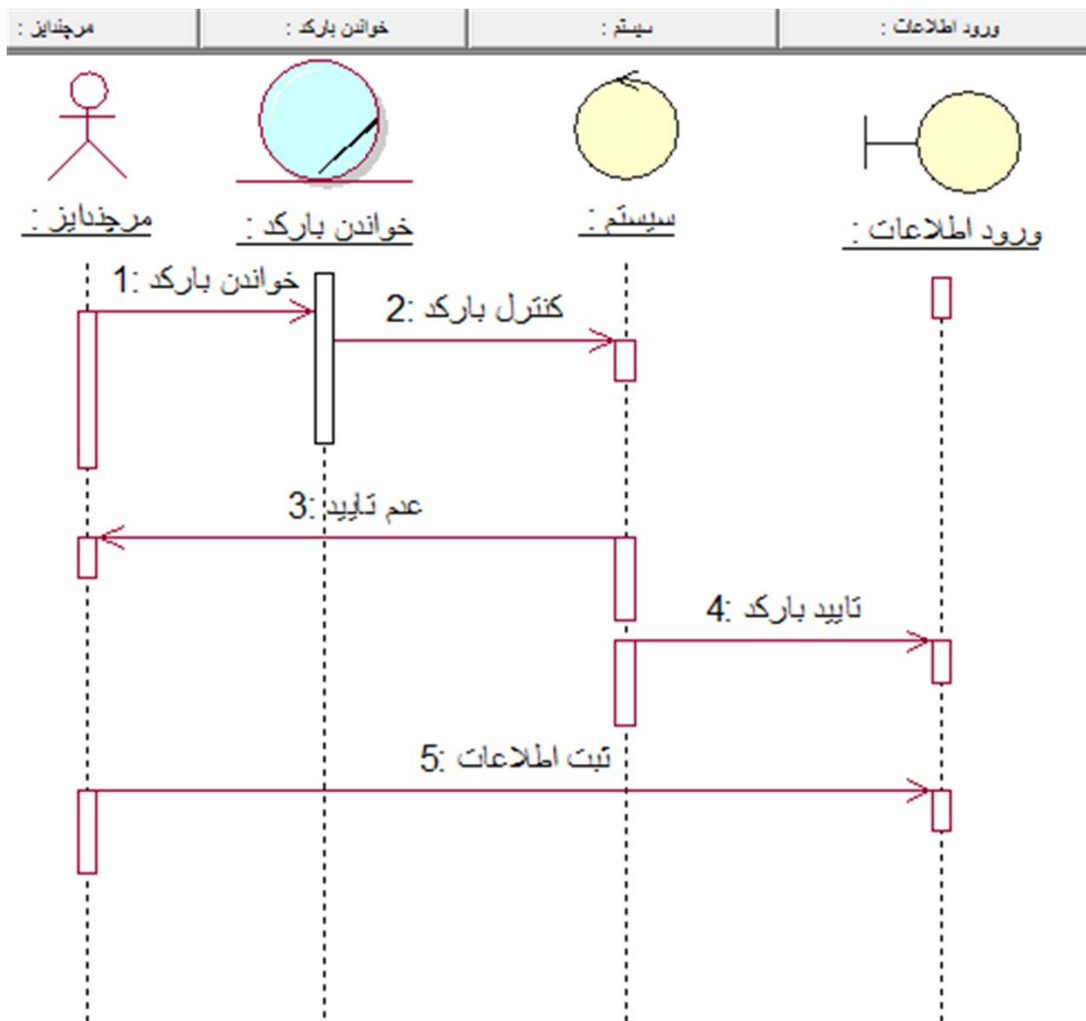 مرچندایز :
خواندن بارکد :
سیستم :
ورود اطلاعات :
مرچندایز :
خواندن بارکد :
سیستم :
ورود اطلاعات :
1: خواندن بارکد
2: کنترل بارکد
3: عدم تایید
4: تایید بارکد
5: ثبت اطلاعات